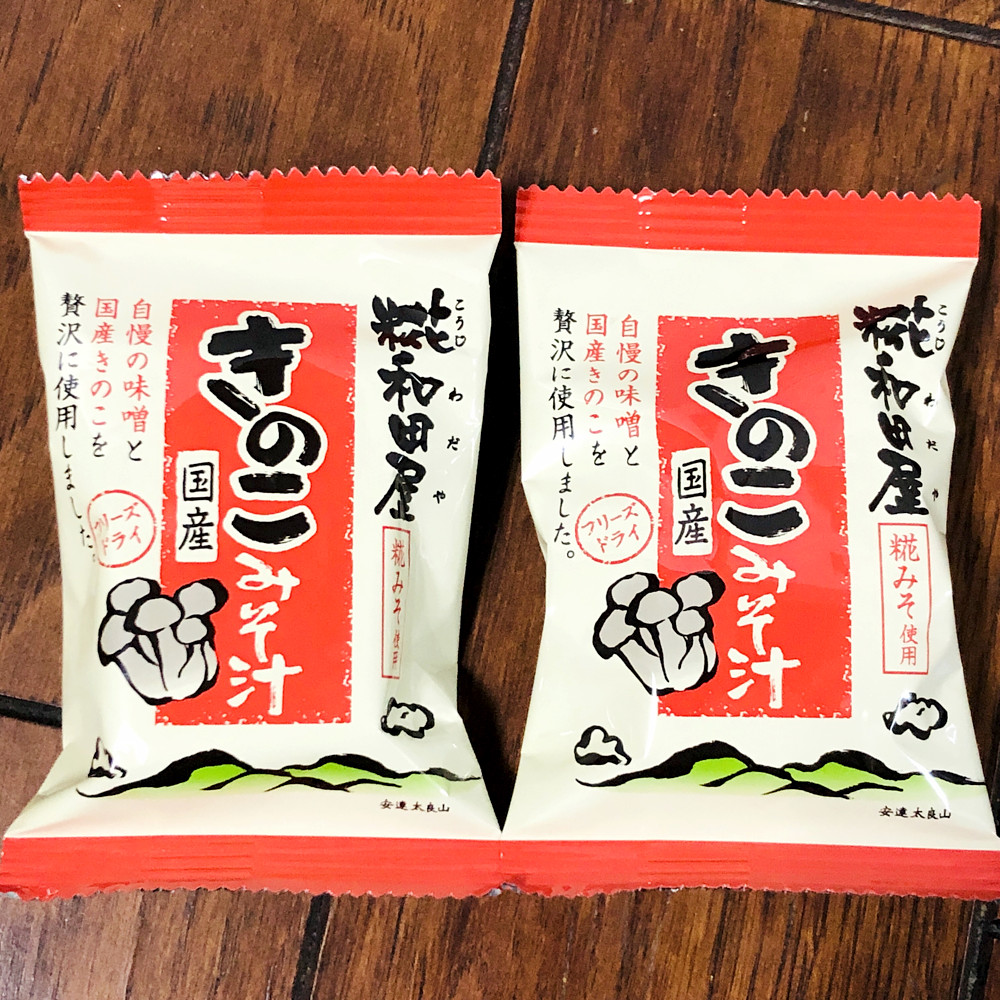 糀和田屋
こうじ わ だ や
糀みそ使用
きのこみそ汁
国産
自慢の味噌と
国産きのこを
贅沢に使用しました。
フリーズ
ドライ
安達太良山
糀和田屋
こうじ わ だ や
糀みそ使用
きのこみそ汁
国産
自慢の味噌と
国産きのこを
贅沢に使用しました。
フリーズ
ドライ
安達太良山